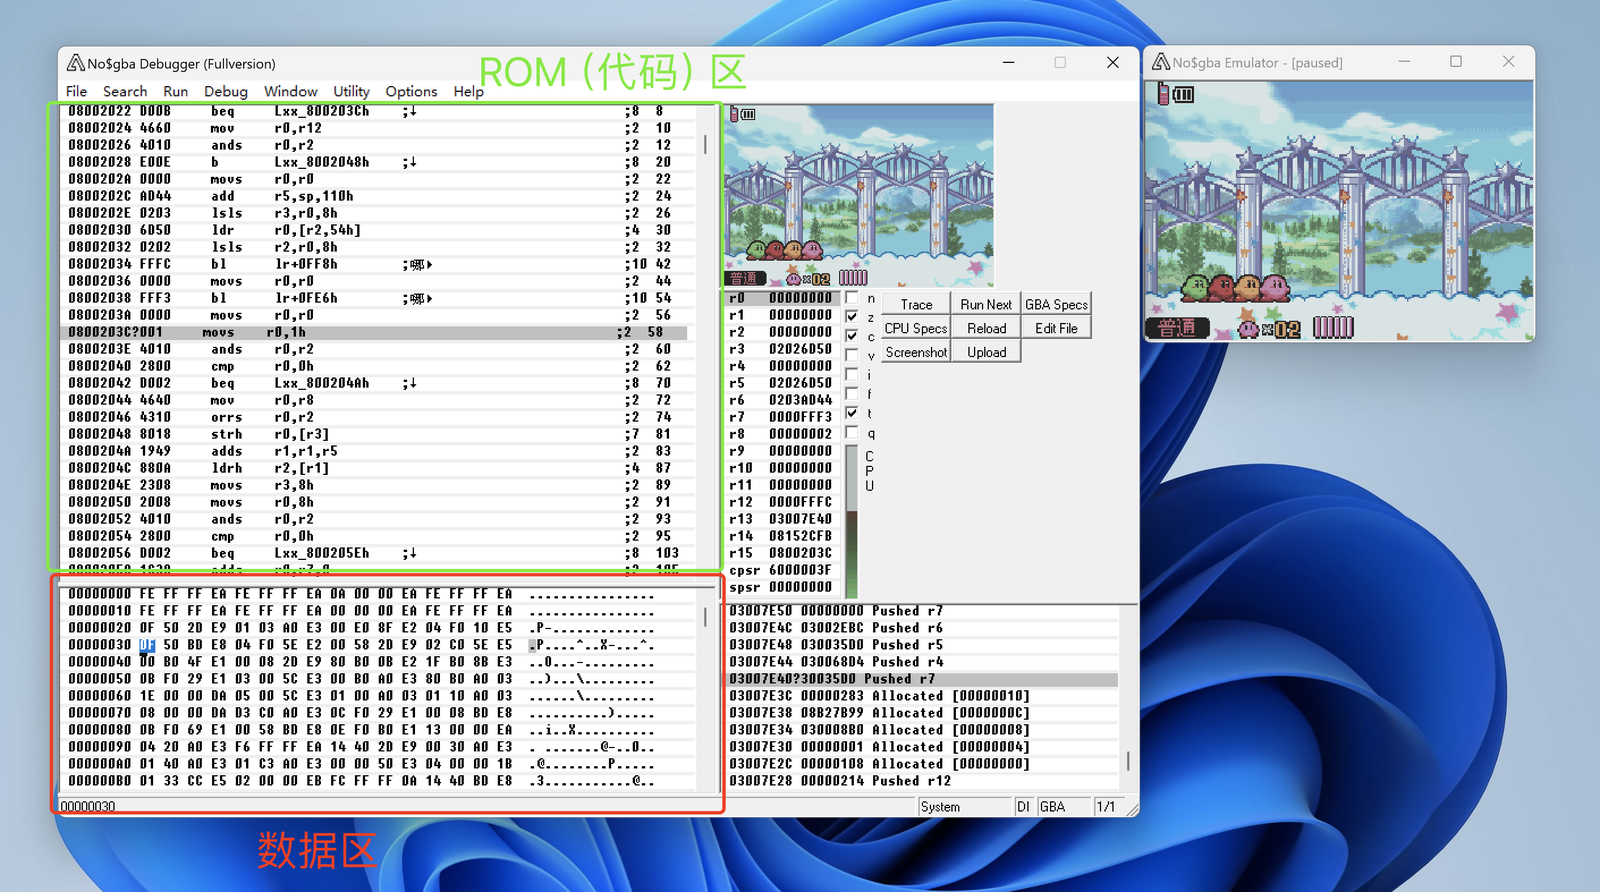 ROM (代码) 区
No$gba Debugger (Fullversion)
File Search Run Debug Window Utility Options Help
08002022 D00B beq Lxx_800203Ch ;↓ ;8 8
08002024 4660 mov r0,r12 ;2 10
08002026 4010 ands r0,r2 ;2 12
08002028 E00E b Lxx_8002048h ;↓ ;8 20
0800202A 0000 movs r0,r0 ;2 22
0800202C AD44 add r5,sp,110h ;2 24
0800202E 0203 lsls r3,r0,8h ;2 26
08002030 6D50 ldr r0,[r2,54h] ;4 30
08002032 0202 lsls r2,r0,8h ;2 32
08002034 FFFC bl lr+0FF8h ;哪▸ ;10 42
08002036 0000 movs r0,r0 ;2 44
08002038 FFF3 bl lr+0FE6h ;哪▸ ;10 54
0800203A 0000 movs r0,r0 ;2 56
0800203C?001 movs r0,1h ;2 58
0800203E 4010 ands r0,r2 ;2 60
08002040 2800 cmp r0,0h ;2 62
08002042 D002 beq Lxx_800204Ah ;↓ ;8 70
08002044 4640 mov r0,r8 ;2 72
08002046 4310 orrs r0,r2 ;2 74
08002048 8018 strh r0,[r3] ;7 81
0800204A 1949 adds r1,r1,r5 ;2 83
0800204C 880A ldrh r2,[r1] ;4 87
0800204E 2308 movs r3,8h ;2 89
08002050 2008 movs r0,8h ;2 91
08002052 4010 ands r0,r2 ;2 93
08002054 2800 cmp r0,0h ;2 95
08002056 D002 beq Lxx_800205Eh ;↓ ;8 103
00000000 FE FF FF EA FE FF FF EA 0A 00 00 EA FE FF FF EA ................
00000010 FE FF FF EA FE FF FF EA 00 00 00 EA FE FF FF EA ................
00000020 0F 50 2D E9 01 03 A0 E3 00 E0 8F E2 04 F0 10 E5 .P-.............
00000030 0F 50 BD E8 04 F0 5E E2 00 58 2D E9 02 C0 5E E5 .P....^..X-...^.
00000040 00 B0 4F E1 00 08 2D E9 80 B0 0B E2 1F B0 8B E3 ..O...-.........
00000050 0B F0 29 E1 03 00 5C E3 00 B0 A0 E3 80 B0 A0 03 ..)...\.........
00000060 1E 00 00 DA 05 00 5C E3 01 00 A0 03 01 10 A0 03 ......\.........
00000070 08 00 00 DA D3 C0 A0 E3 0C F0 29 E1 00 08 BD E8 ..........).....
00000080 0B F0 69 E1 00 58 BD E8 0E F0 B0 E1 13 00 00 EA ..i..X..........
00000090 04 20 A0 E3 F6 FF FF EA 14 40 2D E9 00 30 A0 E3 . .......@-..0..
000000A0 01 40 A0 E3 01 C3 A0 E3 00 00 50 E3 04 00 00 1B .@........P.....
000000B0 01 33 CC E5 02 00 00 EB FC FF FF 0A 14 40 BD E8 .3...........@..
00000030
数据区
普通
×02
r0 00000000
r1 00000000
r2 00000000
r3 02026D50
r4 00000000
r5 02026D50
r6 0203AD44
r7 0000FFF3
r8 00000002
r9 00000000
r10 00000000
r11 00000000
r12 0000FFFC
r13 03007E40
r14 08152CFB
r15 0800203C
cpsr 6000003F
spsr 00000000
n
z
c
v
i
f
t
q
C
P
U
Trace Run Next GBA Specs
CPU Specs Reload Edit File
Screenshot Upload
03007E50 00000000 Pushed r7
03007E4C 03002EBC Pushed r6
03007E48 030035D0 Pushed r5
03007E44 030068D4 Pushed r4
03007E40?30035D0 Pushed r7
03007E3C 00000283 Allocated [00000010]
03007E38 08B27B99 Allocated [0000000C]
03007E34 030008B0 Allocated [00000008]
03007E30 00000001 Allocated [00000004]
03007E2C 00000108 Allocated [00000000]
03007E28 00000214 Pushed r12
System DI GBA 1/1
No$gba Emulator - [paused]
普通
×02